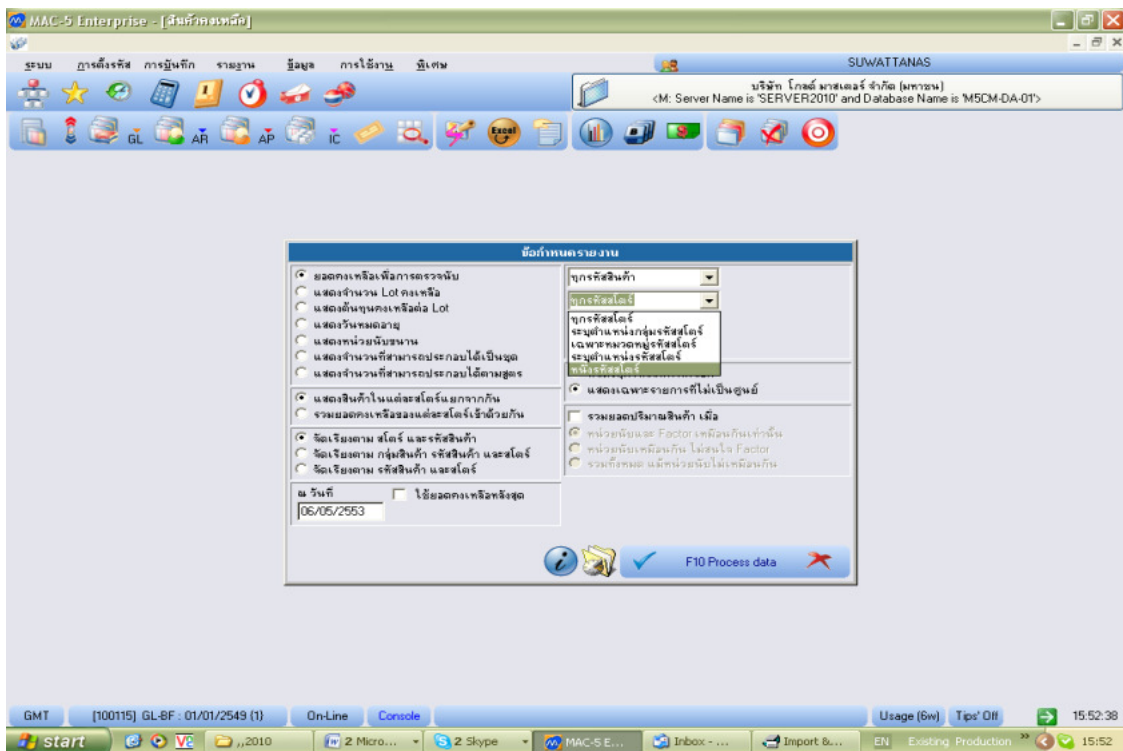 MAC-5 Enterprise - [สินค้าคงเหลือ]
ระบบ การตั้งรหัส การบันทึก รายงาน ข้อมูล การใช้งาน พิเศษ
SUWATTANAS
บริษัท โกลด์ มาสเตอร์ จำกัด (มหาชน)
<M: Server Name is 'SERVER2010' and Database Name is 'M5CM-DA-01'>
GL AR AP IC Excel
ข้อกำหนดรายงาน
ยอดคงเหลือเพื่อการตรวจนับ
แสดงจำนวน Lot คงเหลือ
แสดงต้นทุนคงเหลือต่อ Lot
แสดงวันหมดอายุ
แสดงหน่วยนับขนาน
แสดงจำนวนที่สามารถประกอบได้เป็นชุด
แสดงจำนวนที่สามารถประกอบได้ตามสูตร
ทุกรหัสสินค้า
ทุกรหัสสโตร์
ทุกรหัสสโตร์
ระบุตำแหน่งกลุ่มรหัสสโตร์
เฉพาะหมวดหมู่รหัสสโตร์
ระบุตำแหน่งรหัสสโตร์
หนึ่งรหัสสโตร์
แสดงเฉพาะรายการที่ไม่เป็นศูนย์
แสดงสินค้าในแต่ละสโตร์แยกจากกัน
รวมยอดคงเหลือของแต่ละสโตร์เข้าด้วยกัน
รวมยอดปริมาณสินค้า เมื่อ
หน่วยนับและ Factor เหมือนกันเท่านั้น
หน่วยนับเหมือนกัน ไม่สนใจ Factor
รวมทั้งหมด แม้หน่วยนับไม่เหมือนกัน
จัดเรียงตาม สโตร์ และรหัสสินค้า
จัดเรียงตาม กลุ่มสินค้า รหัสสินค้า และสโตร์
จัดเรียงตาม รหัสสินค้า และสโตร์
ณ วันที่ ใช้ยอดคงเหลือหลังสุด
06/05/2553
F10 Process data
GMT [100115] GL-BF : 01/01/2549 (1) On-Line Console Usage (6w) Tips' Off 15:52:38
start ,,2010 2 Micro... 2 Skype MAC-5 E... Inbox - ... Import &... EN Existing Production » 15:52